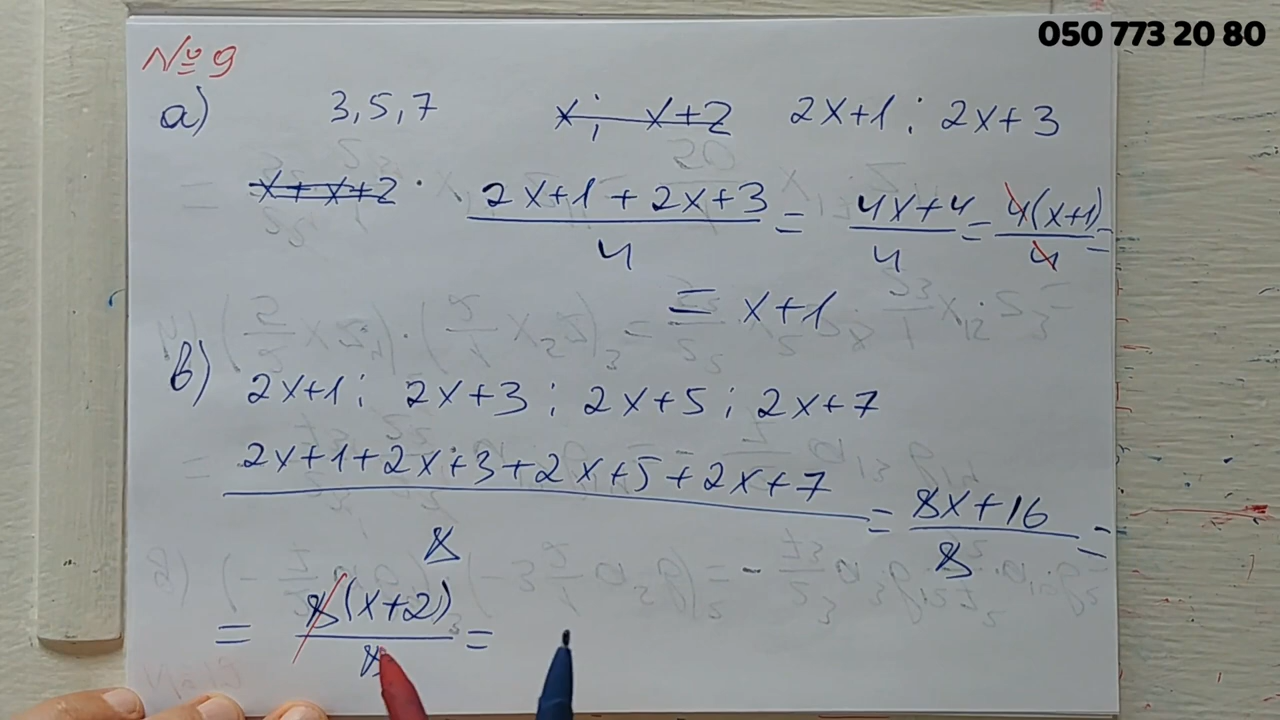 050 773 20 80
№ 9
а) 3,5,7 x; x+2 2x+1; 2x+3
x+x+2 · (2x+1+2x+3)/4 = (4x+4)/4 = 4(x+1)/4 =
= x+1
в) 2x+1; 2x+3; 2x+5; 2x+7
(2x+1+2x+3+2x+5+2x+7)/8 = (8x+16)/8 =
= 8(x+2)/8 =